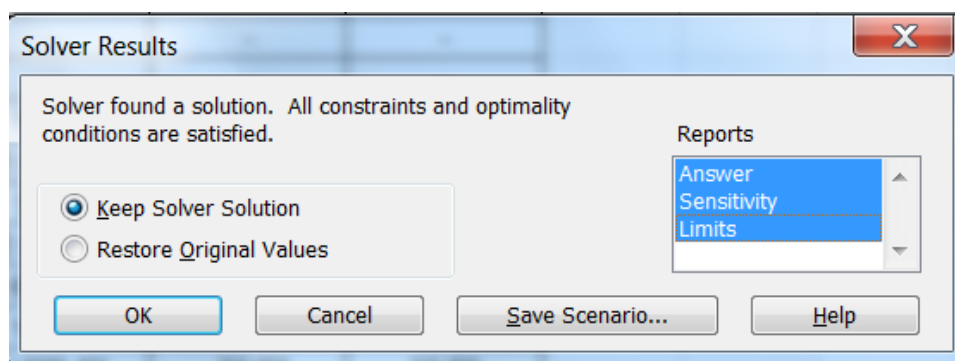 Solver Results
Solver found a solution. All constraints and optimality
conditions are satisfied.
Reports
Answer
Sensitivity
Limits
Keep Solver Solution
Restore Original Values
OK
Cancel
Save Scenario...
Help